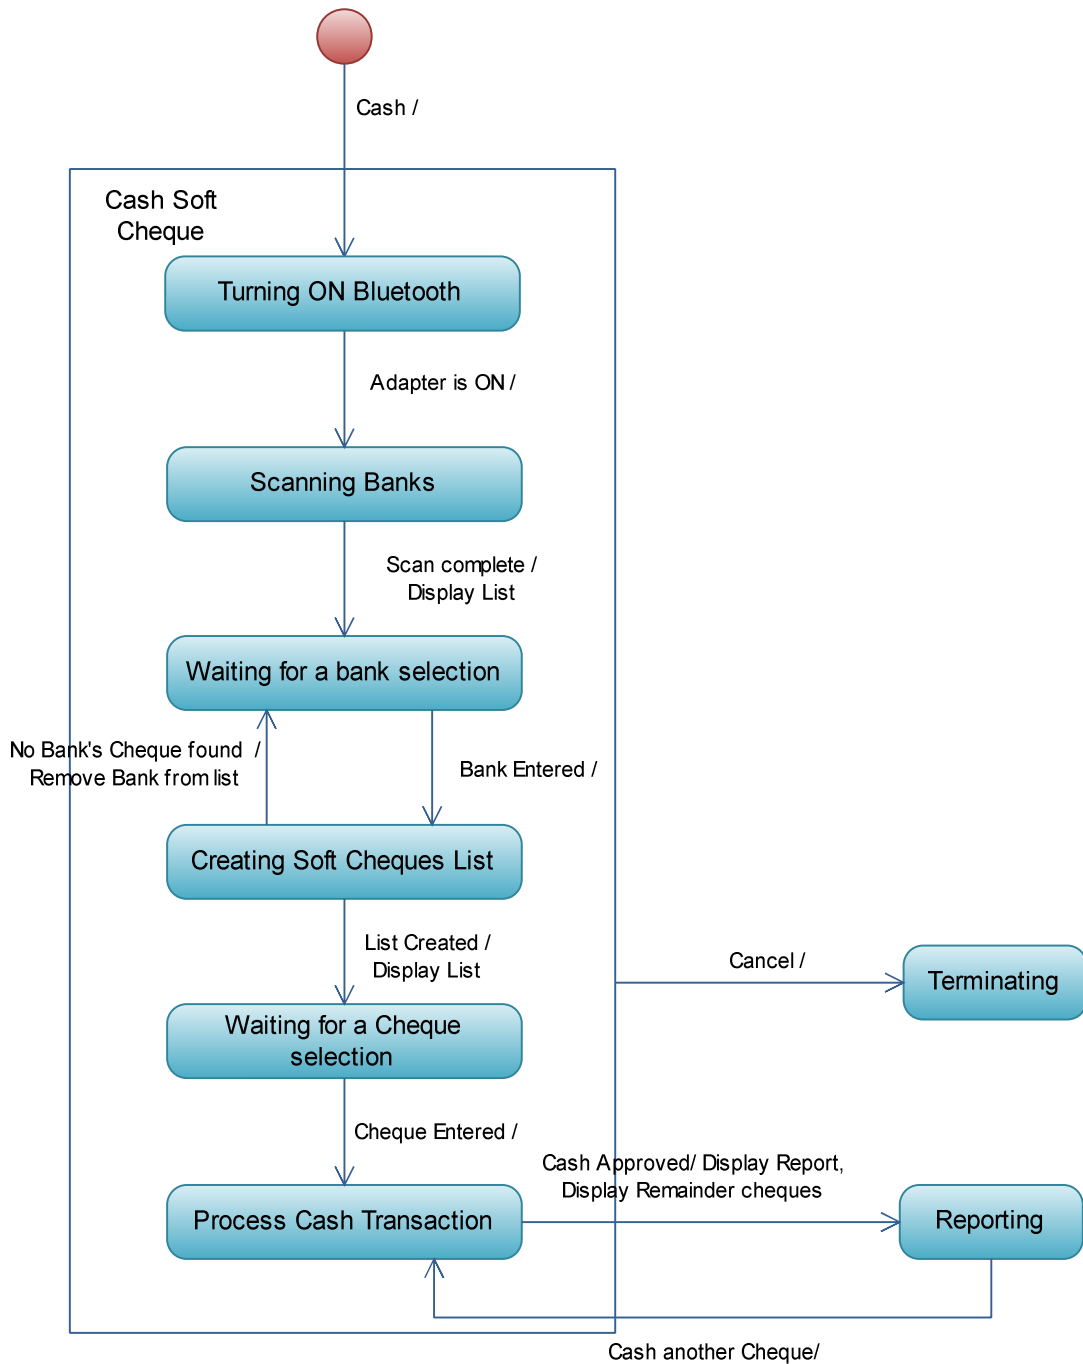 Cash /
Cash Soft
Cheque
Turning ON Bluetooth
Adapter is ON /
Scanning Banks
Scan complete /
Display List
Waiting for a bank selection
No Bank's Cheque found /
Remove Bank from list
Bank Entered /
Creating Soft Cheques List
List Created /
Display List
Cancel /
Terminating
Waiting for a Cheque
selection
Cheque Entered /
Cash Approved/ Display Report,
Display Remainder cheques
Process Cash Transaction
Reporting
Cash another Cheque/